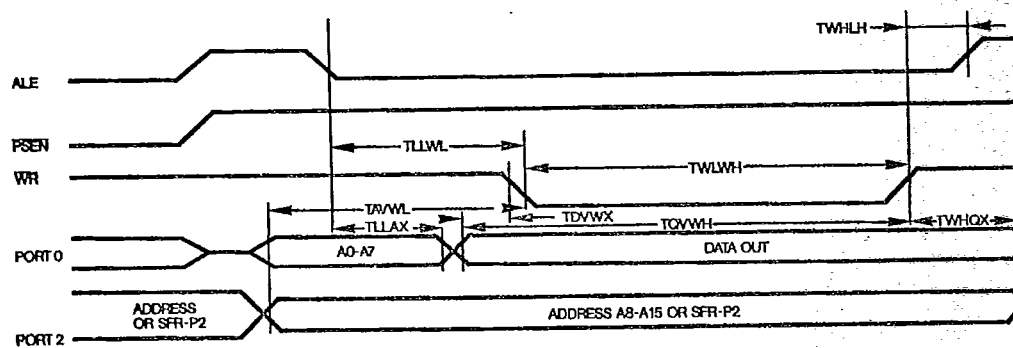 TWHLH
ALE
PSEN
TLLWL
TWLWH
WR
TAVWL
TDVWX
TLLAX
TQVWH
TWHQX
PORT 0
A0-A7
DATA OUT
ADDRESS
OR SFR-P2
ADDRESS A8-A15 OR SFR-P2
PORT 2